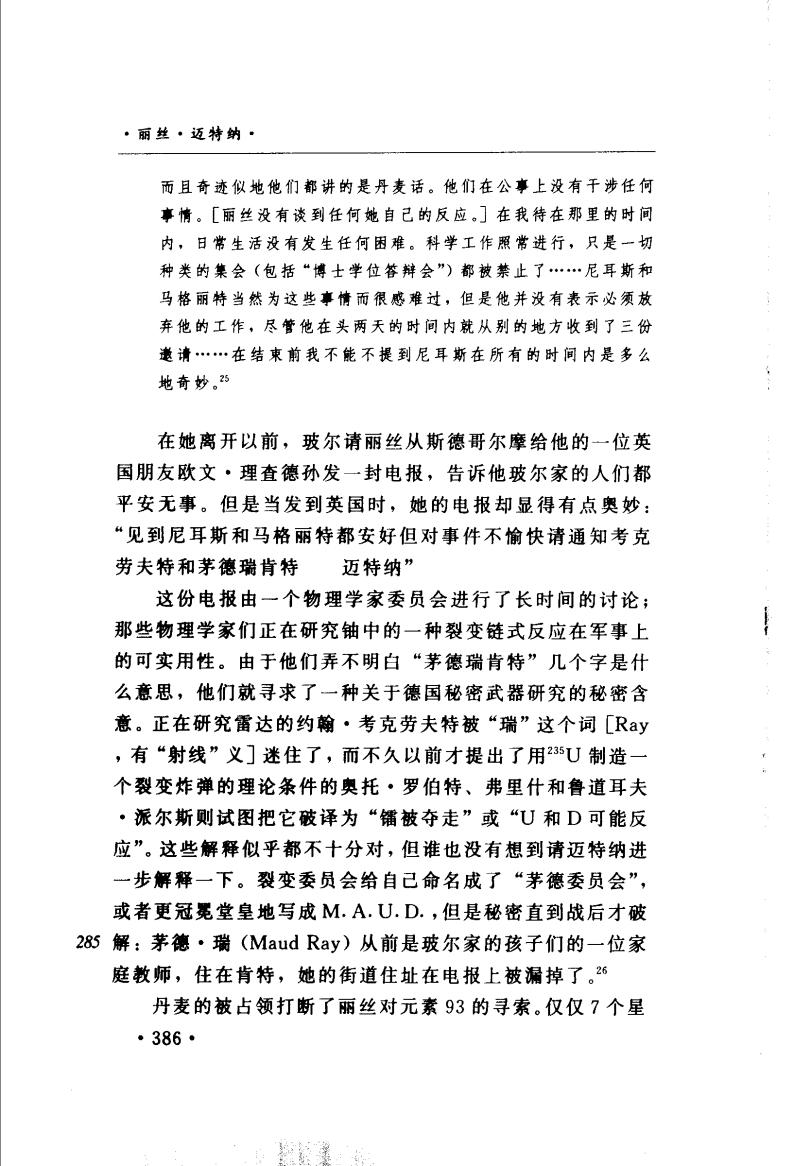 ·丽丝·迈特纳·
而且奇迹似地他们都讲的是丹麦话。他们在公事上没有干涉任何
事情。[丽丝没有谈到任何她自己的反应。] 在我待在那里的时间
内，日常生活没有发生任何困难。科学工作照常进行，只是一切
种类的集会（包括“博士学位答辩会”）都被禁止了……尼耳斯和
马格丽特当然为这些事情而很感难过，但是他并没有表示必须放
弃他的工作，尽管他在头两天的时间内就从别的地方收到了三份
邀请……在结束前我不能不提到尼耳斯在所有的时间内是多么
地奇妙。25
在她离开以前，玻尔请丽丝从斯德哥尔摩给他的一位英
国朋友欧文·理查德孙发一封电报，告诉他玻尔家的人们都
平安无事。但是当发到英国时，她的电报却显得有点奥妙：
“见到尼耳斯和马格丽特都安好但对事件不愉快请通知考克
劳夫特和茅德瑞肯特　　迈特纳”
这份电报由一个物理学家委员会进行了长时间的讨论；
那些物理学家们正在研究铀中的一种裂变链式反应在军事上
的可实用性。由于他们弄不明白“茅德瑞肯特”几个字是什
么意思，他们就寻求了一种关于德国秘密武器研究的秘密含
意。正在研究雷达的约翰·考克劳夫特被“瑞”这个词 [Ray
，有“射线”义] 迷住了，而不久以前才提出了用235U 制造一
个裂变炸弹的理论条件的奥托·罗伯特、弗里什和鲁道耳夫
·派尔斯则试图把它破译为“镭被夺走”或“U 和 D 可能反
应”。这些解释似乎都不十分对，但谁也没有想到请迈特纳进
一步解释一下。裂变委员会给自己命名成了“茅德委员会”，
或者更冠冕堂皇地写成 M.A.U.D.，但是秘密直到战后才破
285 解：茅德·瑞（Maud Ray）从前是玻尔家的孩子们的一位家
庭教师，住在肯特，她的街道住址在电报上被漏掉了。26
丹麦的被占领打断了丽丝对元素 93 的寻索。仅仅 7 个星
·386·